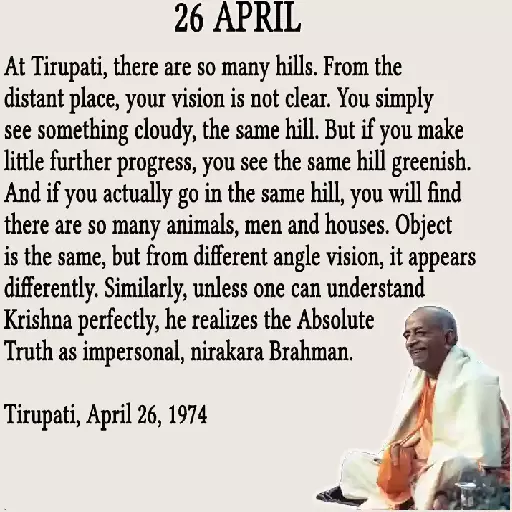 26 APRIL
At Tirupati, there are so many hills. From the
distant place, your vision is not clear. You simply
see something cloudy, the same hill. But if you make
little further progress, you see the same hill greenish.
And if you actually go in the same hill, you will find
there are so many animals, men and houses. Object
is the same, but from different angle vision, it appears
differently. Similarly, unless one can understand
Krishna perfectly, he realizes the Absolute
Truth as impersonal, nirakara Brahman.
Tirupati, April 26, 1974